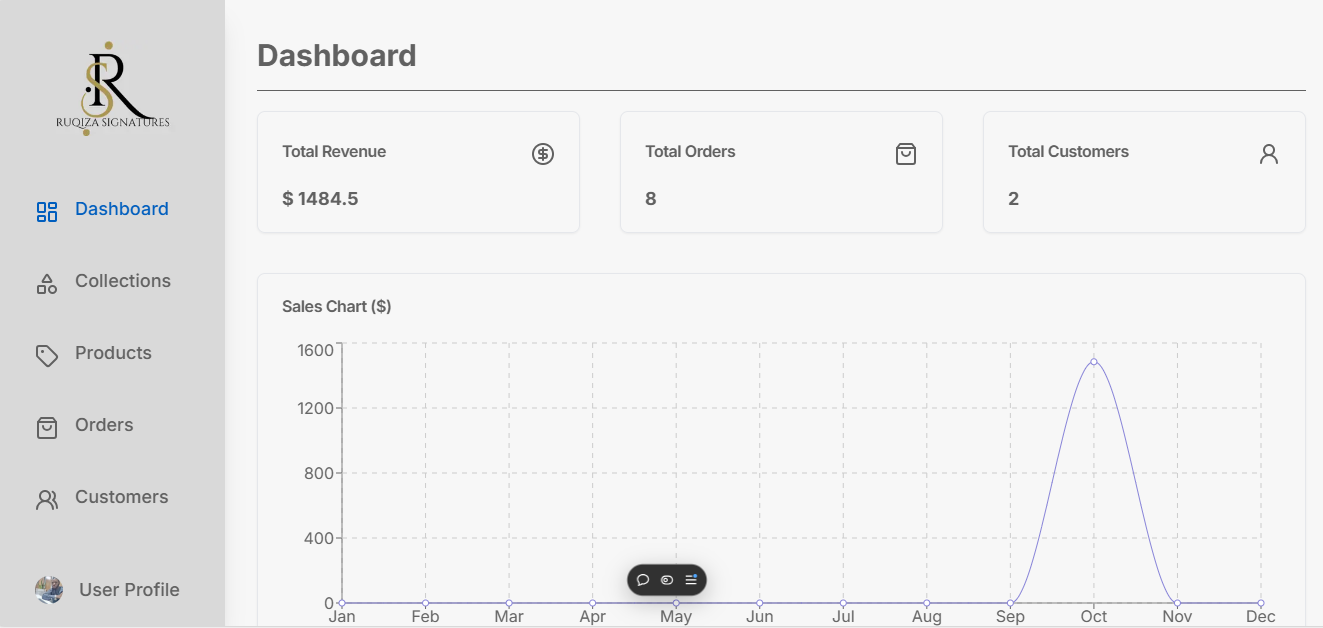 RUQIZA SIGNATURES
Dashboard
Collections
Products
Orders
Customers
User Profile
Dashboard
Total Revenue
$ 1484.5
Total Orders
8
Total Customers
2
Sales Chart ($)
1600
1200
800
400
0
Jan Feb Mar Apr May Jun Jul Aug Sep Oct Nov Dec